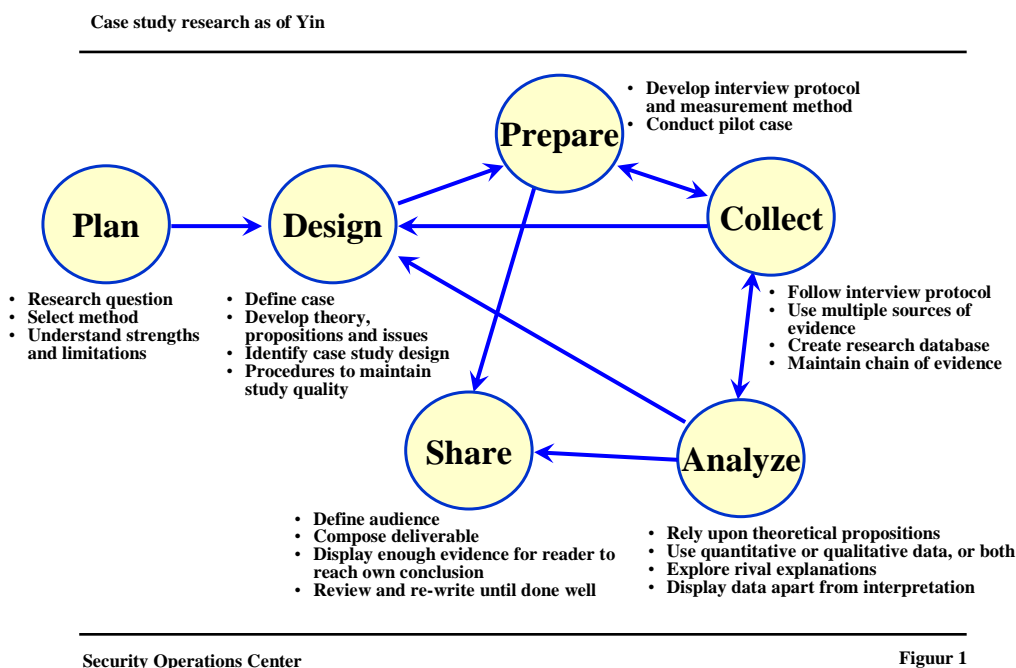 Case study research as of Yin
Prepare
• Develop interview protocol
and measurement method
• Conduct pilot case
Plan
Design
Collect
• Research question
• Select method
• Understand strengths
and limitations
• Define case
• Develop theory,
propositions and issues
• Identify case study design
• Procedures to maintain
study quality
• Follow interview protocol
• Use multiple sources of
evidence
• Create research database
• Maintain chain of evidence
Share
Analyze
• Define audience
• Compose deliverable
• Display enough evidence for reader to
reach own conclusion
• Review and re-write until done well
• Rely upon theoretical propositions
• Use quantitative or qualitative data, or both
• Explore rival explanations
• Display data apart from interpretation
Security Operations Center
Figuur 1